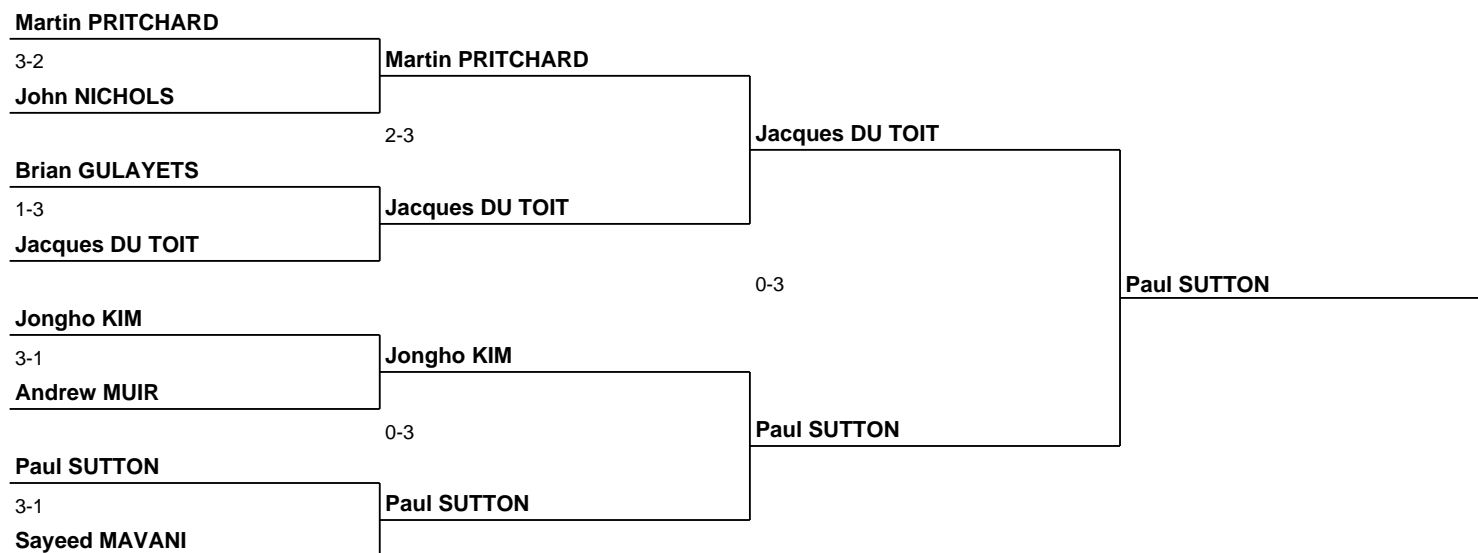 Martin PRITCHARD
3-2
Martin PRITCHARD
John NICHOLS
2-3
Jacques DU TOIT
Brian GULAYETS
1-3
Jacques DU TOIT
Jacques DU TOIT
0-3
Paul SUTTON
Jongho KIM
3-1
Jongho KIM
Andrew MUIR
0-3
Paul SUTTON
Paul SUTTON
3-1
Paul SUTTON
Sayeed MAVANI